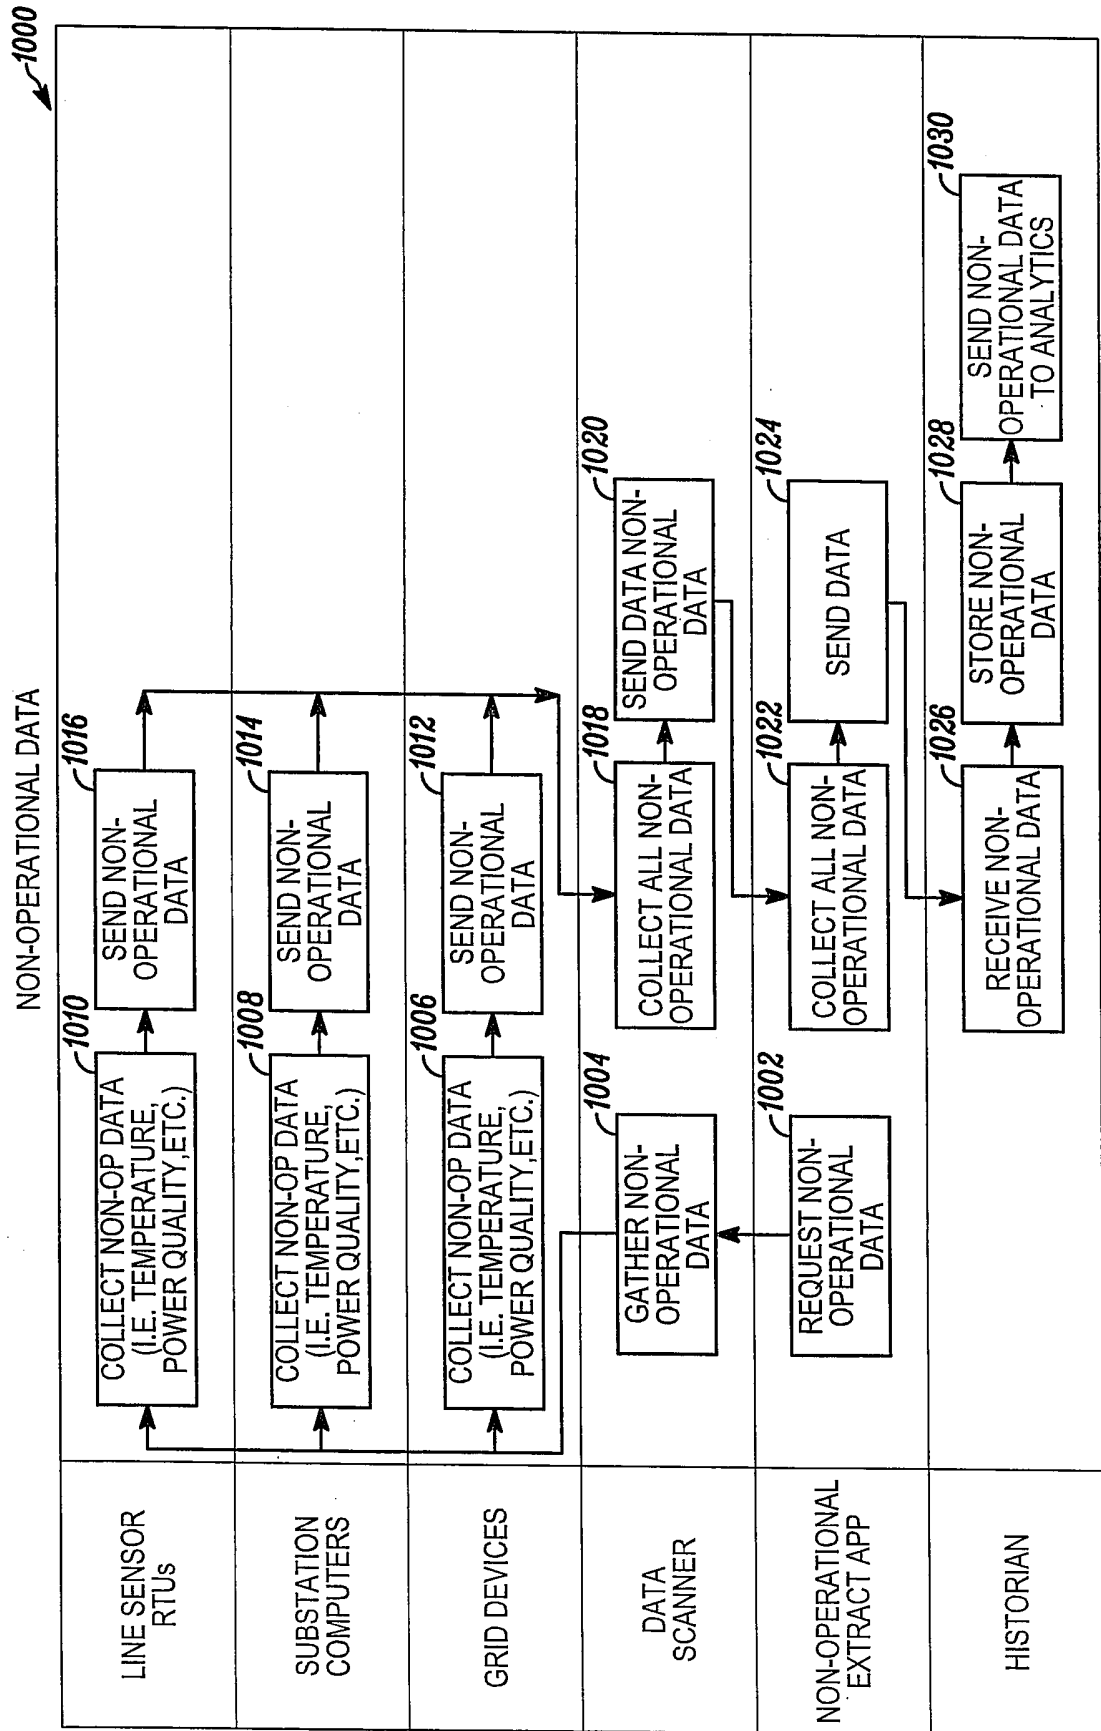 NON-OPERATIONAL DATA
1000
LINE SENSOR
RTUs
1010
COLLECT NON-OP DATA
(I.E. TEMPERATURE,
POWER QUALITY,ETC.)
1016
SEND NON-
OPERATIONAL
DATA
SUBSTATION
COMPUTERS
1008
COLLECT NON-OP DATA
(I.E. TEMPERATURE,
POWER QUALITY,ETC.)
1014
SEND NON-
OPERATIONAL
DATA
GRID DEVICES
1006
COLLECT NON-OP DATA
(I.E. TEMPERATURE,
POWER QUALITY,ETC.)
1012
SEND NON-
OPERATIONAL
DATA
DATA
SCANNER
1004
GATHER NON-
OPERATIONAL
DATA
1018
COLLECT ALL NON-
OPERATIONAL DATA
1020
SEND DATA NON-
OPERATIONAL
DATA
NON-OPERATIONAL
EXTRACT APP
1002
REQUEST NON-
OPERATIONAL
DATA
1022
COLLECT ALL NON-
OPERATIONAL DATA
1024
SEND DATA
HISTORIAN
1026
RECEIVE NON-
OPERATIONAL DATA
1028
STORE NON-
OPERATIONAL
DATA
1030
SEND NON-
OPERATIONAL DATA
TO ANALYTICS